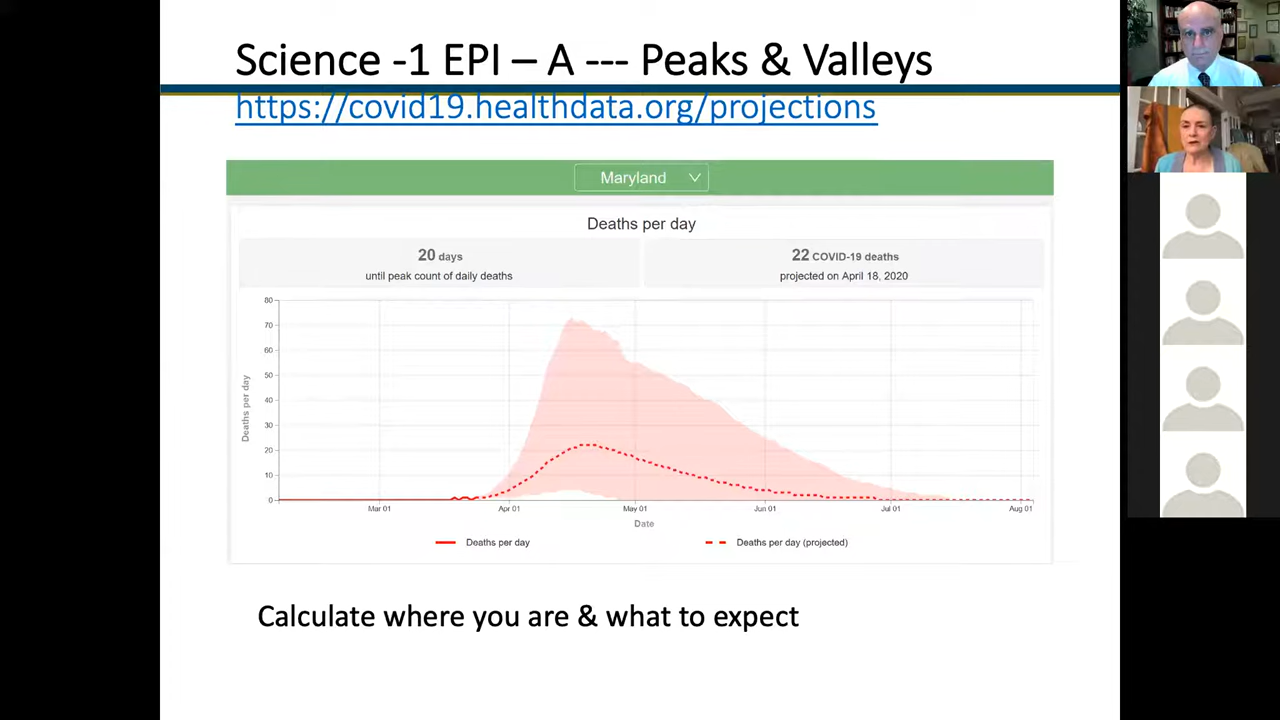 Science -1 EPI – A --- Peaks & Valleys
https://covid19.healthdata.org/projections
Maryland
Deaths per day
20 days
until peak count of daily deaths
22 COVID-19 deaths
projected on April 18, 2020
80
70
60
50
40
30
20
10
0
Deaths per day
Mar 01
Apr 01
May 01
Jun 01
Jul 01
Aug 01
Date
Deaths per day
Deaths per day (projected)
Calculate where you are & what to expect